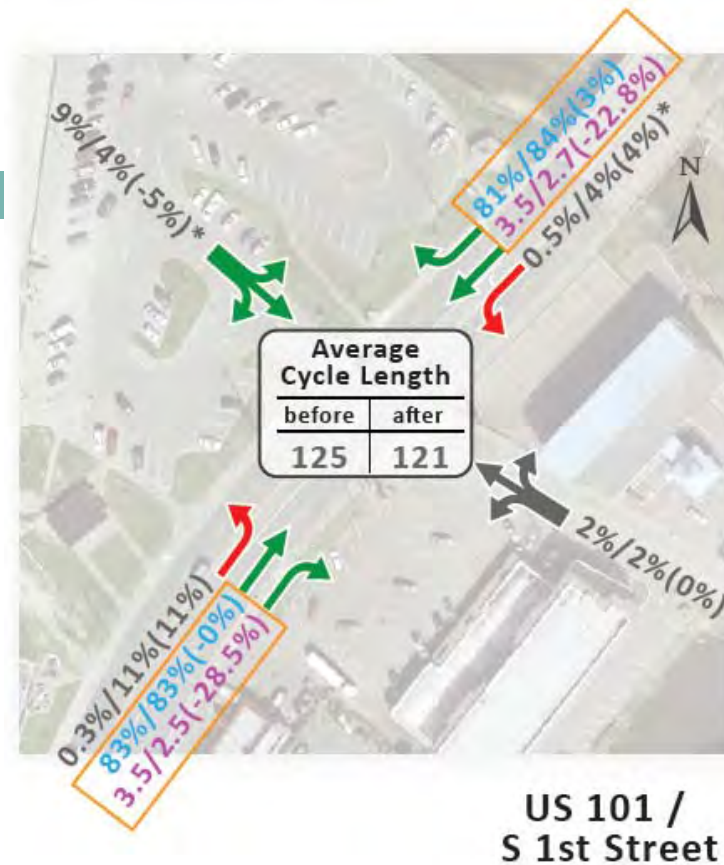 9%/4%(-5%)*
81%/84%(3%)
3.5/2.7(-22.8%)
0.5%/4%(4%)*
N
Average
Cycle Length
before after
125 121
2%/2%(0%)
0.3%/11%(11%)
83%/83%(-0%)
3.5/2.5(-28.5%)
US 101 /
S 1st Street